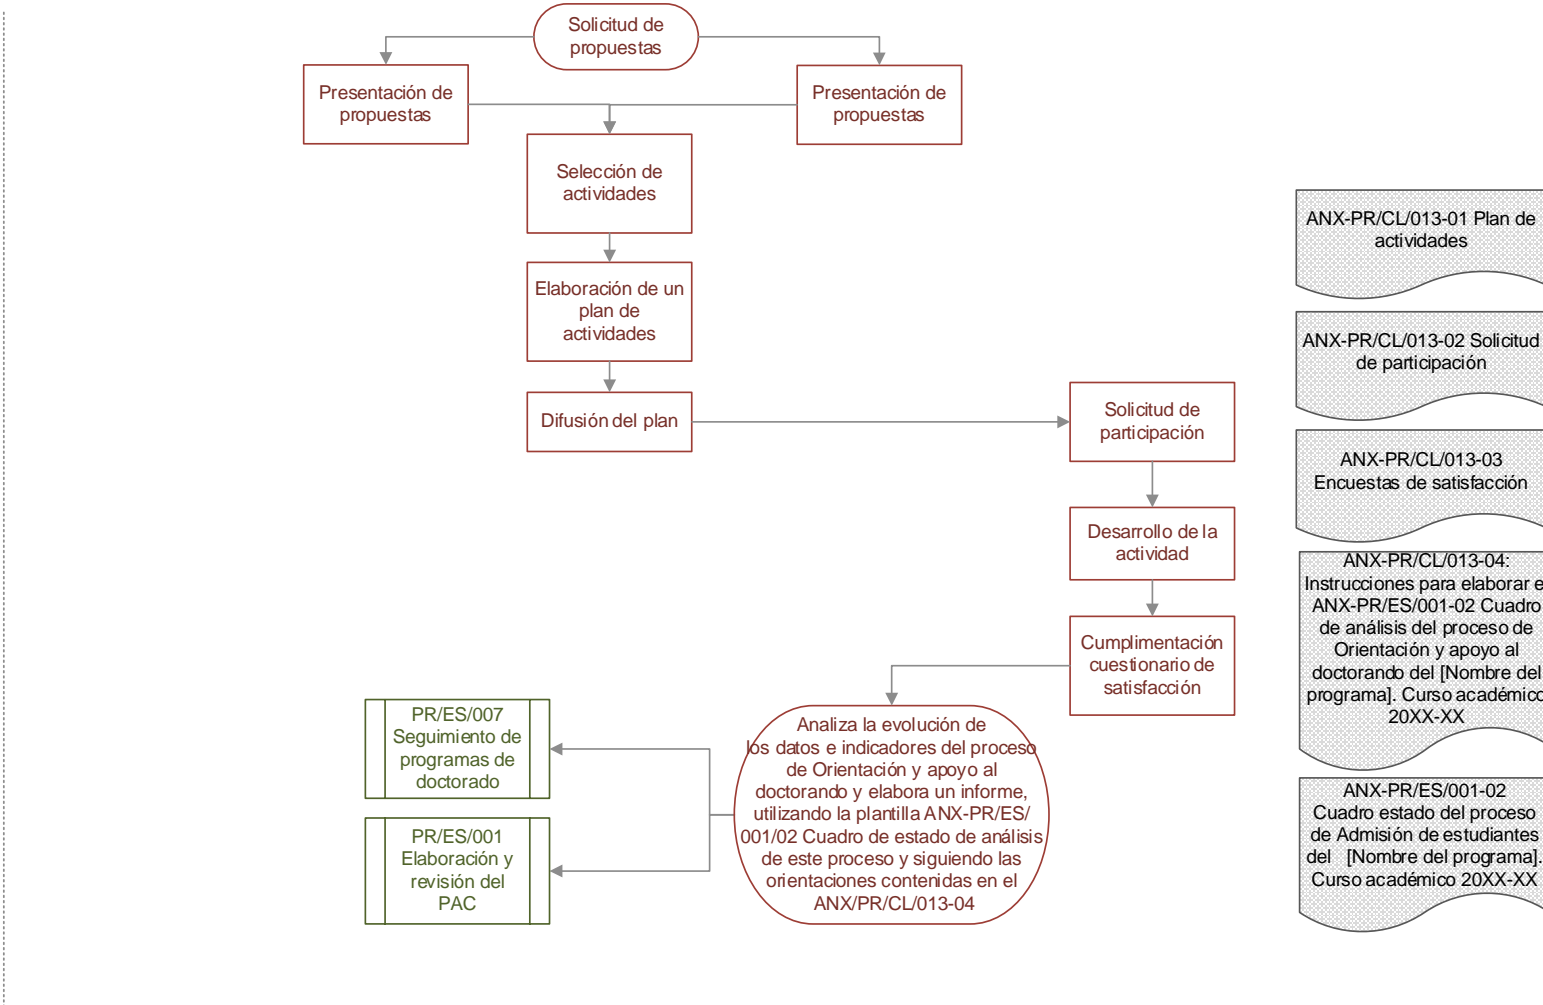 Solicitud de
propuestas
Presentación de
propuestas
Presentación de
propuestas
Selección de
actividades
Elaboración de un
plan de
actividades
Difusión del plan
Solicitud de
participación
Desarrollo de la
actividad
Cumplimentación
cuestionario de
satisfacción
Analiza la evolución de
los datos e indicadores del proceso
de Orientación y apoyo al
doctorando y elabora un informe,
utilizando la plantilla ANX-PR/ES/
001/02 Cuadro de estado de análisis
de este proceso y siguiendo las
orientaciones contenidas en el
ANX/PR/CL/013-04
PR/ES/007
Seguimiento de
programas de
doctorado
PR/ES/001
Elaboración y
revisión del
PAC
ANX-PR/CL/013-01 Plan de
actividades
ANX-PR/CL/013-02 Solicitud
de participación
ANX-PR/CL/013-03
Encuestas de satisfacción
ANX-PR/CL/013-04:
Instrucciones para elaborar e
ANX-PR/ES/001-02 Cuadro
de análisis del proceso de
Orientación y apoyo al
doctorando del [Nombre del
programa]. Curso académico
20XX-XX
ANX-PR/ES/001-02
Cuadro estado del proceso
de Admisión de estudiantes
del [Nombre del programa].
Curso académico 20XX-XX